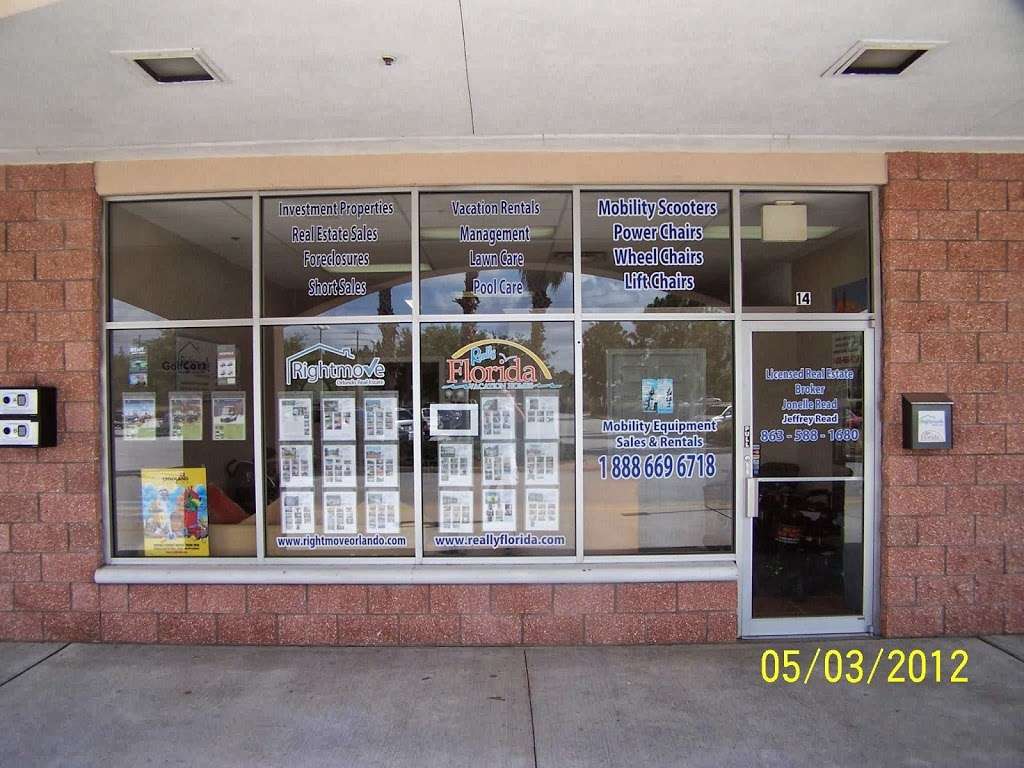 Investment Properties
Real Estate Sales
Foreclosures
Short Sales
Vacation Rentals
Management
Lawn Care
Pool Care
Mobility Scooters
Power Chairs
Wheel Chairs
Lift Chairs
14
Rightmove
Orlando Real Estate
Really
Florida
VACATION HOMES
Mobility Equipment
Sales & Rentals
1 888 669 6718
Licensed Real Estate
Broker
Jonelle Read
Jeffrey Read
863 - 588 - 1680
PULL
www.rightmoveorlando.com
www.reallyflorida.com
05/03/2012